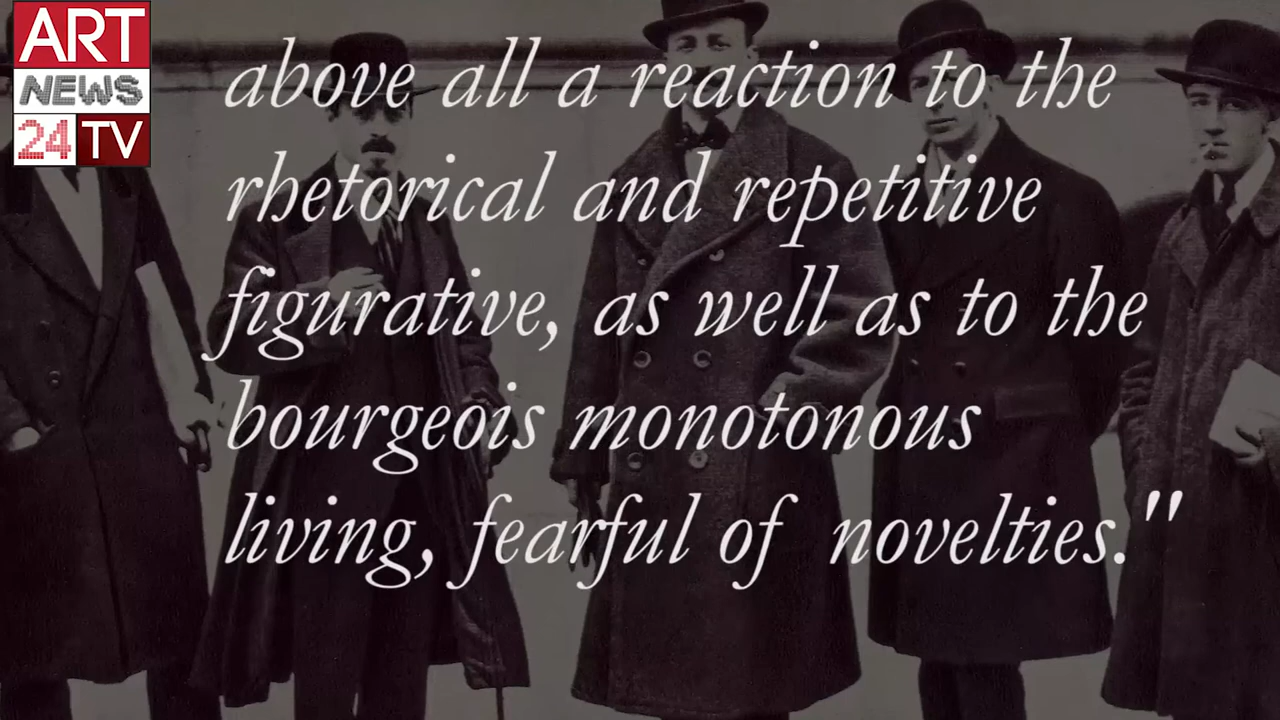 ART
NEWS
24 TV
above all a reaction to the
rhetorical and repetitive
figurative, as well as to the
bourgeois monotonous
living, fearful of novelties."